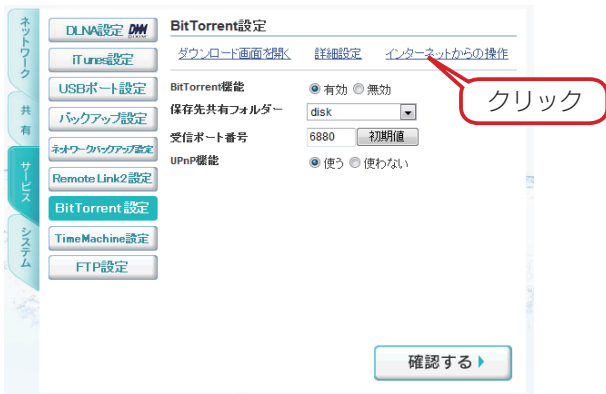 ネットワーク
共有
サービス
システム
DLNA設定 DiXiM
iTunes設定
USBポート設定
バックアップ設定
ネットワークバックアップ設定
Remote Link2設定
BitTorrent設定
TimeMachine設定
FTP設定
BitTorrent設定
ダウンロード画面を開く 詳細設定 インターネットからの操作
BitTorrent機能 有効 無効
保存先共有フォルダー disk
受信ポート番号 6880 初期値
UPnP機能 使う 使わない
クリック
確認する